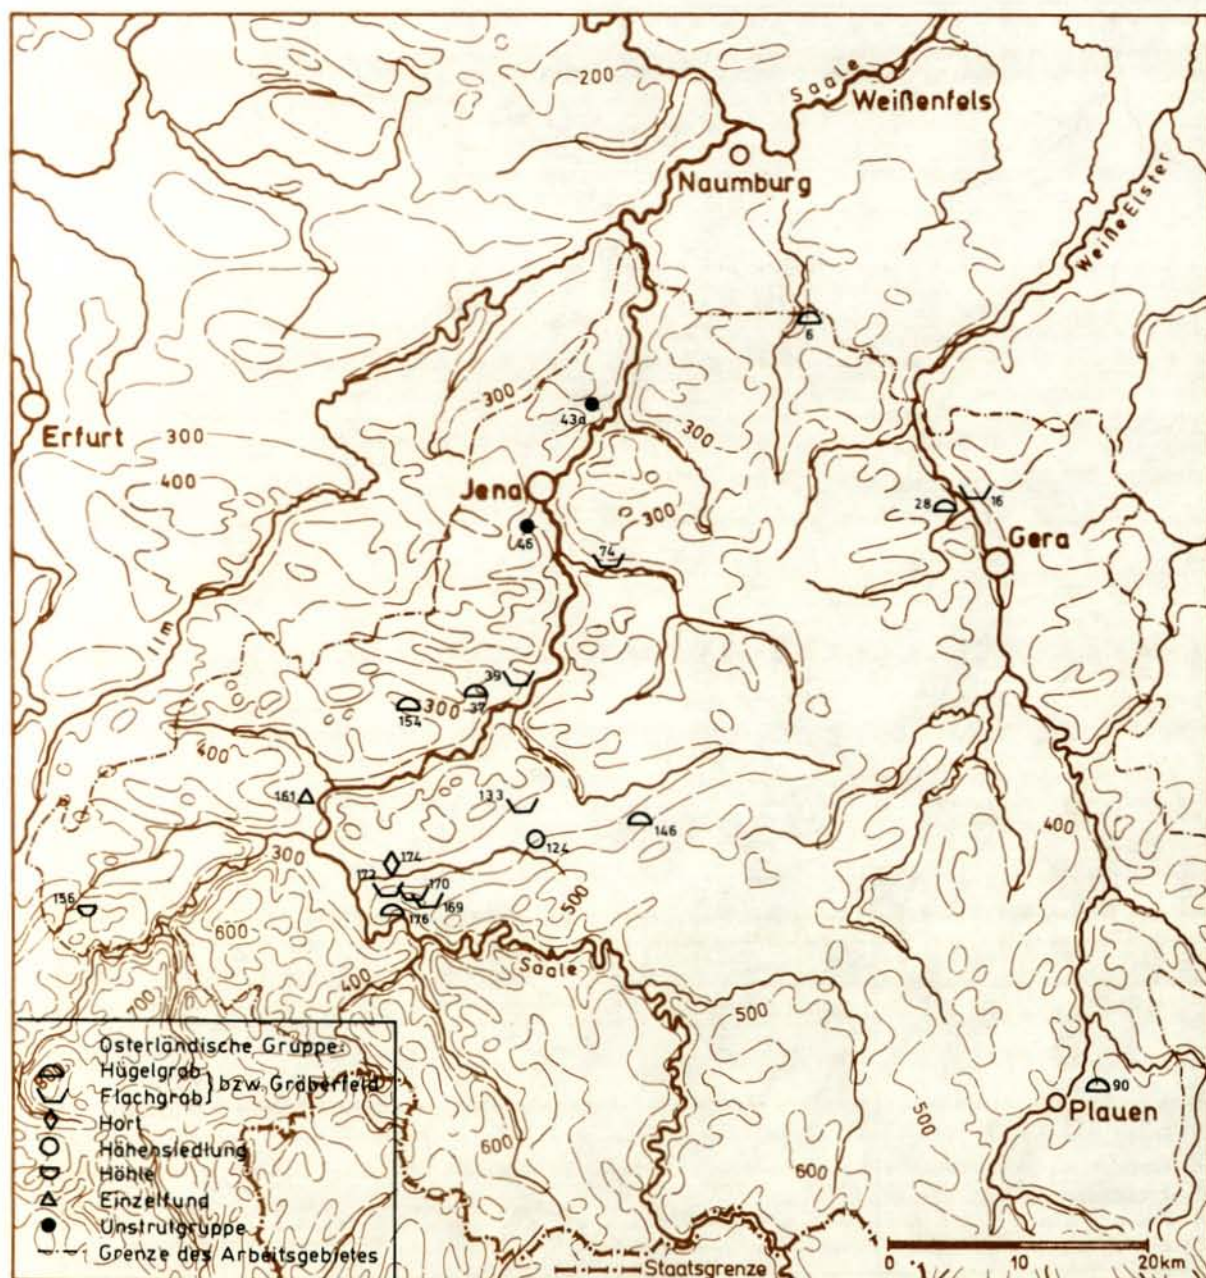 200
Saale
Weißenfels
Naumburg
Weiße Elster
6
300
43a
Erfurt
300
300
400
Jena
300
28
16
46
74
Gera
Ilm
39
37
154
300
400
161
133
146
124
400
300
174
172
170
169
156
176
500
600
Saale
400
700
500
90
Plauen
500
600
600
Osterländische Gruppe:
Hügelgrab
Flachgrab } bzw. Gräberfeld
Hort
Höhensiedlung
Höhle
Einzelfund
Unstrutgruppe
Grenze des Arbeitsgebietes
Staatsgrenze
0 10 20km